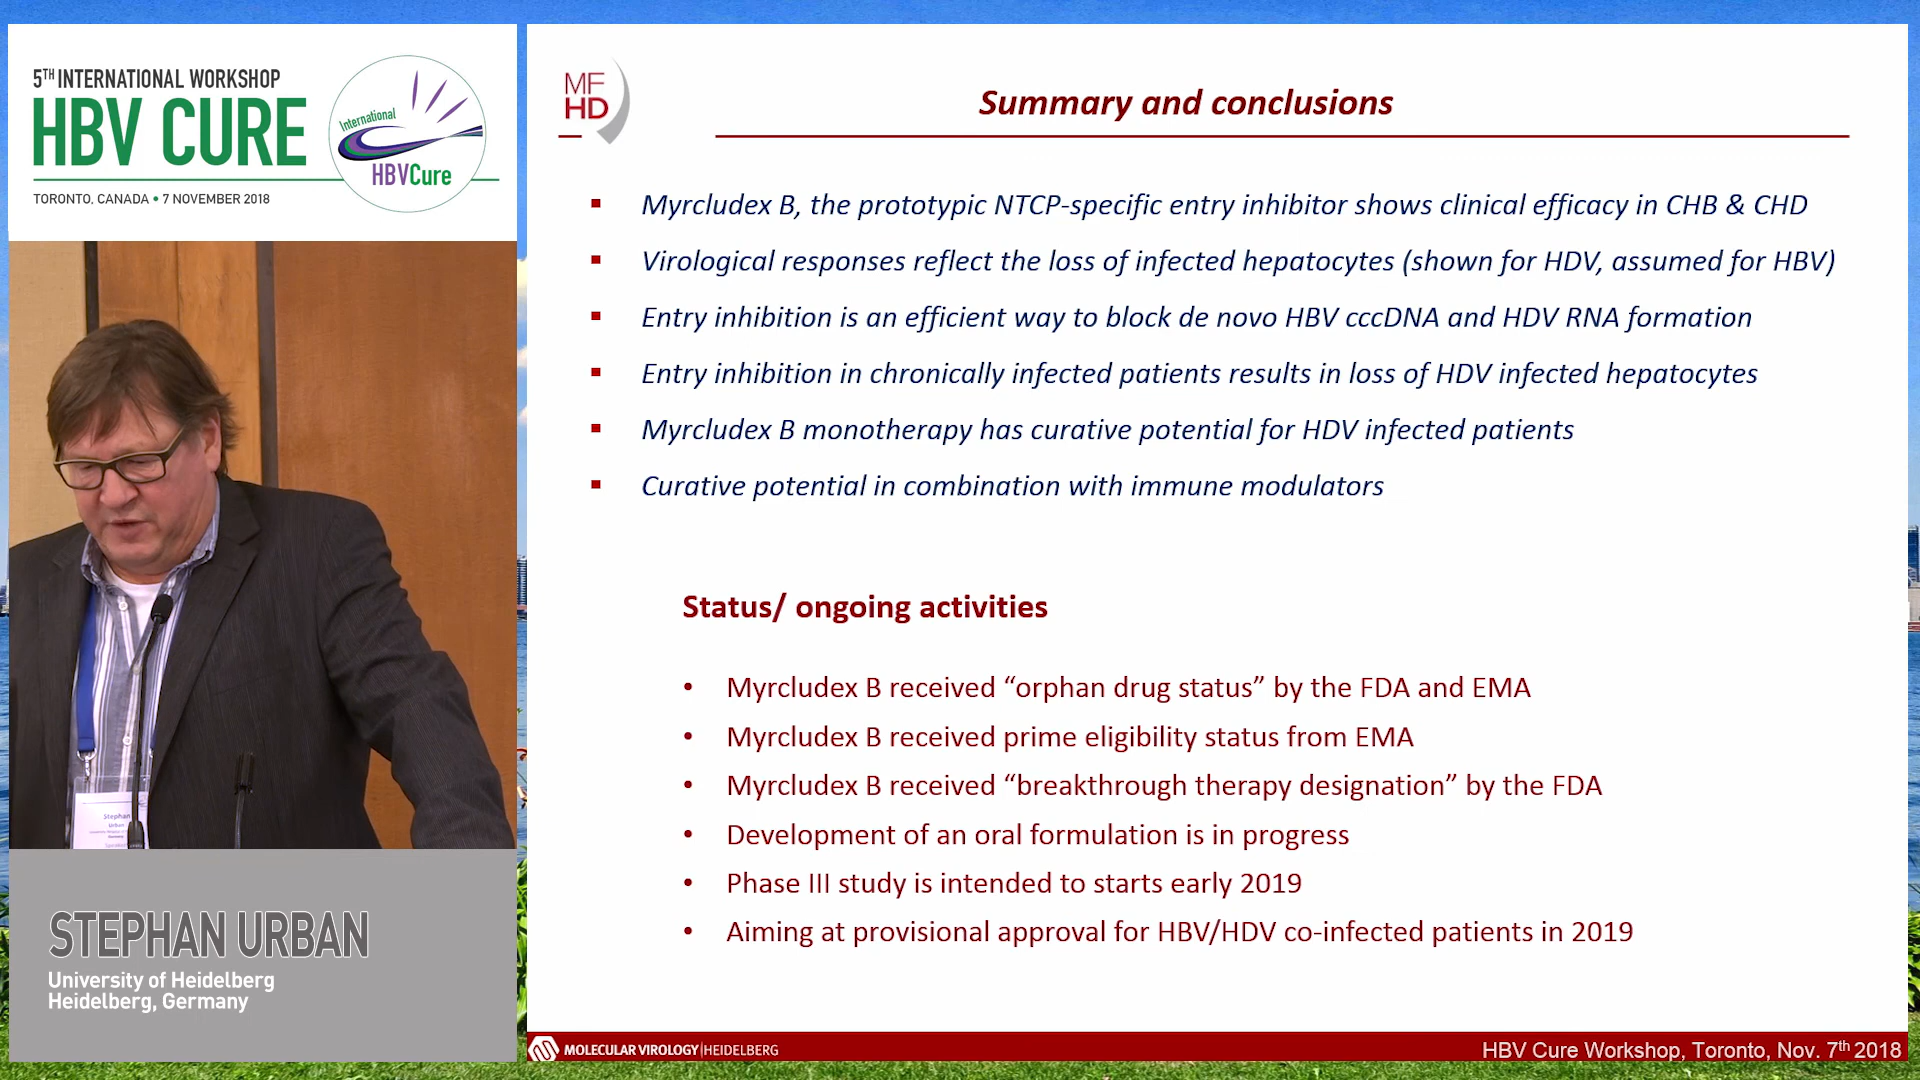 5TH INTERNATIONAL WORKSHOP
HBV CURE
TORONTO, CANADA • 7 NOVEMBER 2018
International
HBVCure
Stephan
Urban
STEPHAN URBAN
University of Heidelberg
Heidelberg, Germany
MF
HD
Summary and conclusions
▪ Myrcludex B, the prototypic NTCP-specific entry inhibitor shows clinical efficacy in CHB & CHD
▪ Virological responses reflect the loss of infected hepatocytes (shown for HDV, assumed for HBV)
▪ Entry inhibition is an efficient way to block de novo HBV cccDNA and HDV RNA formation
▪ Entry inhibition in chronically infected patients results in loss of HDV infected hepatocytes
▪ Myrcludex B monotherapy has curative potential for HDV infected patients
▪ Curative potential in combination with immune modulators
Status/ ongoing activities
• Myrcludex B received “orphan drug status” by the FDA and EMA
• Myrcludex B received prime eligibility status from EMA
• Myrcludex B received “breakthrough therapy designation” by the FDA
• Development of an oral formulation is in progress
• Phase III study is intended to starts early 2019
• Aiming at provisional approval for HBV/HDV co-infected patients in 2019
MOLECULAR VIROLOGY|HEIDELBERG
HBV Cure Workshop, Toronto, Nov. 7th 2018